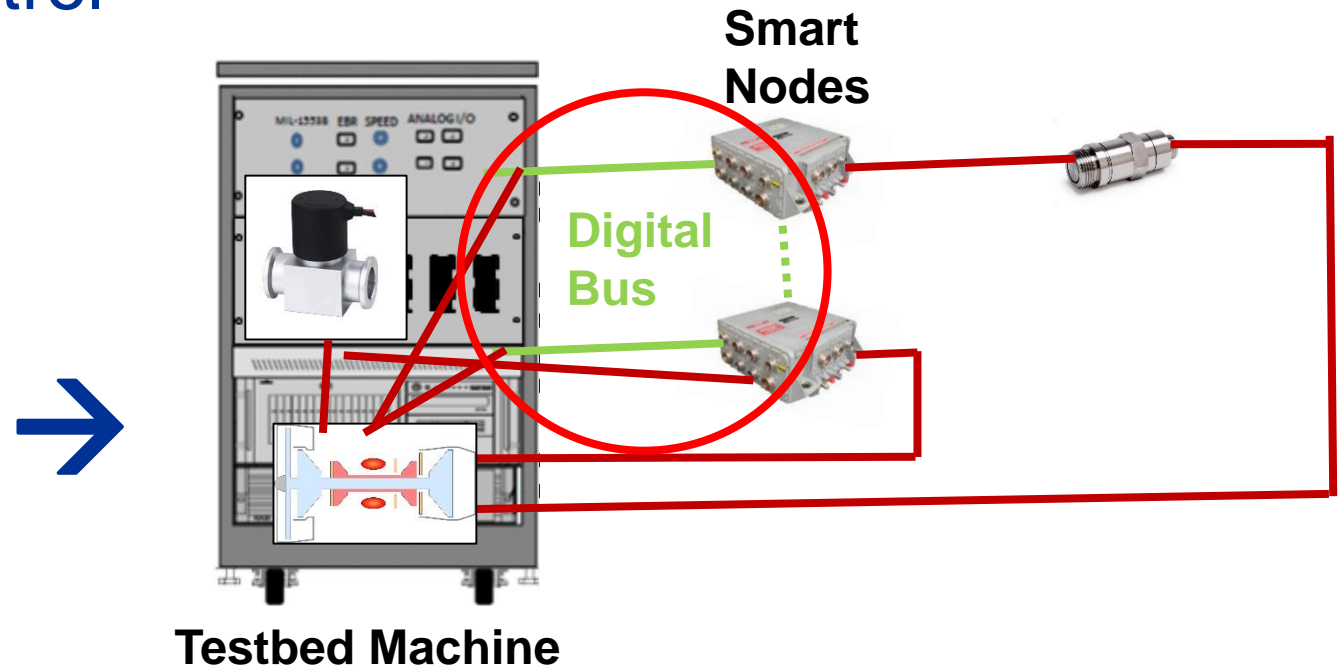 Smart
Nodes
MIL-1553B EBR SPEED ANALOG I/O
Digital
Bus
Testbed Machine